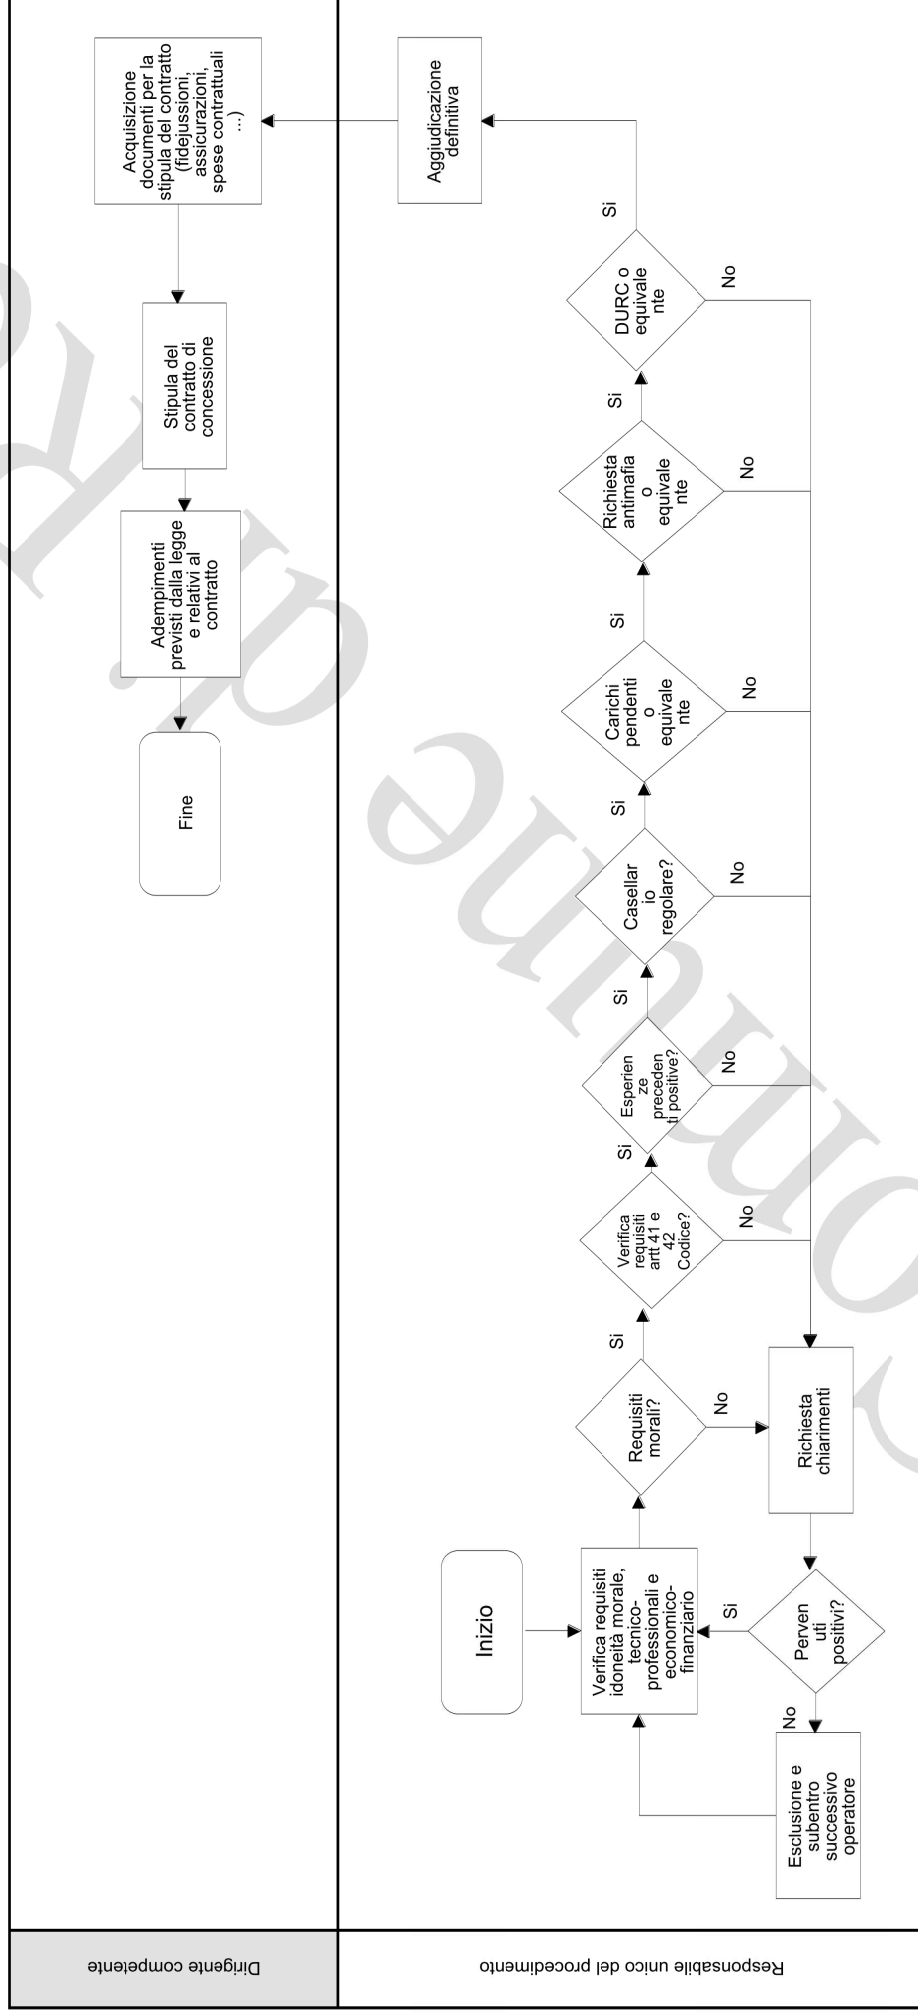 Dirigente competente
Acquisizione
documenti per la
stipula del contratto
(fidejussioni,
assicurazioni,
spese contrattuali
...)
Stipula del
contratto di
concessione
Adempimenti
previsti dalla legge
e relativi al
contratto
Fine
Responsabile unico del procedimento
Inizio
Verifica requisiti
idoneità morale,
tecnico-
professionali e
economico-
finanziario
Requisiti
morali?
Si
No
Verifica
requisiti
artt 41 e
42
Codice?
Si
No
Esperien
ze
preceden
ti positive?
Si
No
Casellar
io
regolare?
Si
No
Carichi
pendenti
o
equivale
nte
Si
No
Richiesta
antimafia
o
equivale
nte
Si
No
DURC o
equivale
nte
Si
No
Aggiudicazione
definitiva
Richiesta
chiarimenti
Perven
uti
positivi?
Si
No
Esclusione e
subentro
successivo
operatore
omune di Re